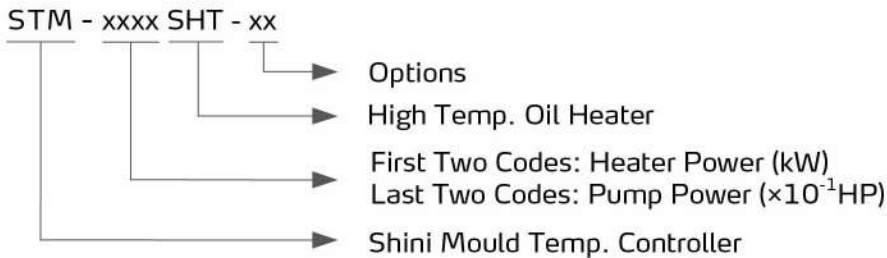 STM - xxxx SHT - xx
Options
High Temp. Oil Heater
First Two Codes: Heater Power (kW)
Last Two Codes: Pump Power (×10⁻¹HP)
Shini Mould Temp. Controller